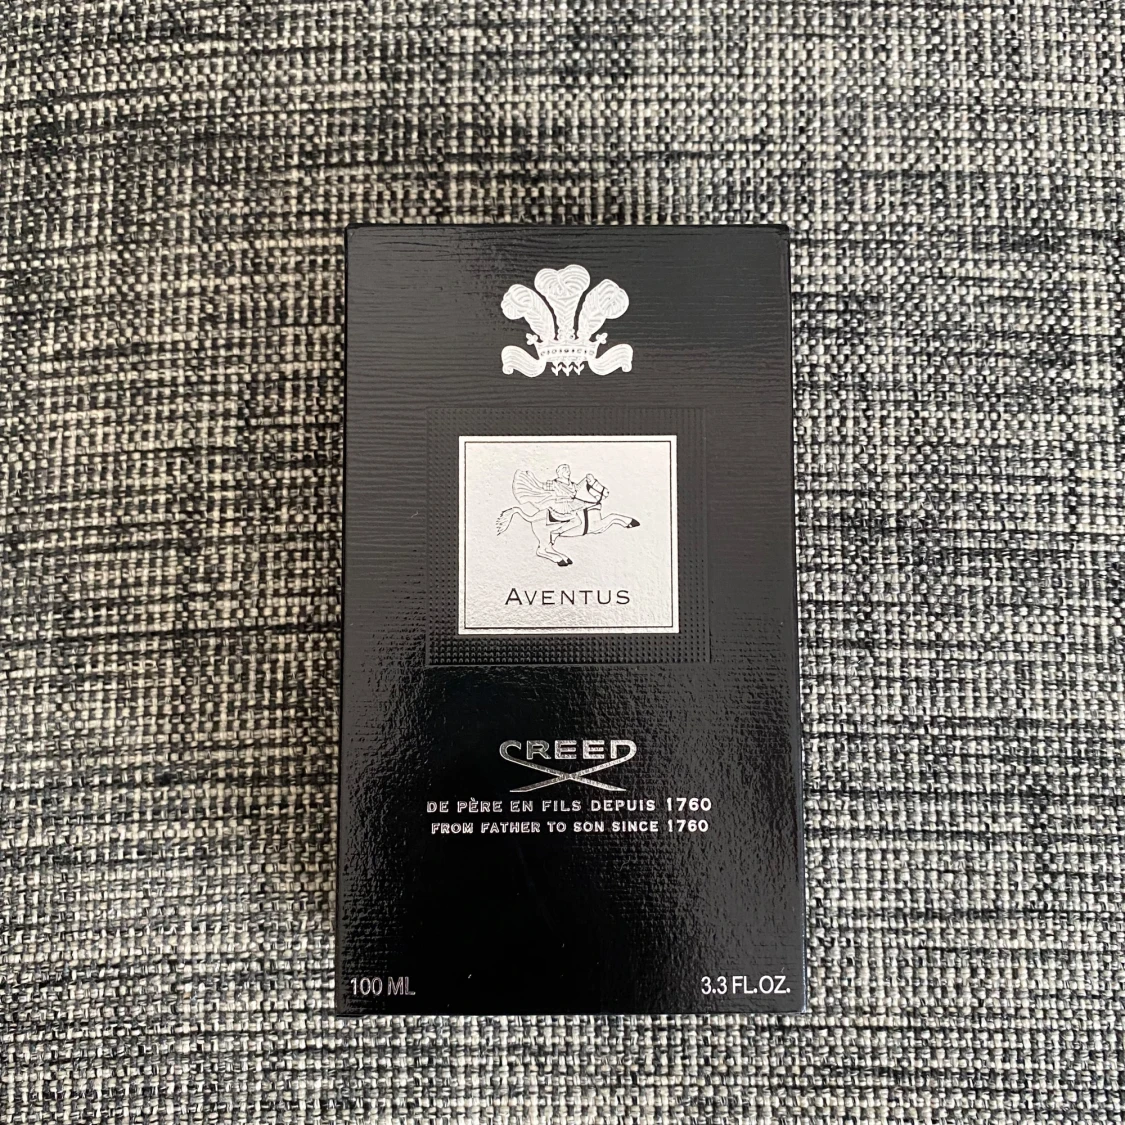 AVENTUS
CREED
DE PÈRE EN FILS DEPUIS 1760
FROM FATHER TO SON SINCE 1760
100 ML 3.3 FL.OZ.